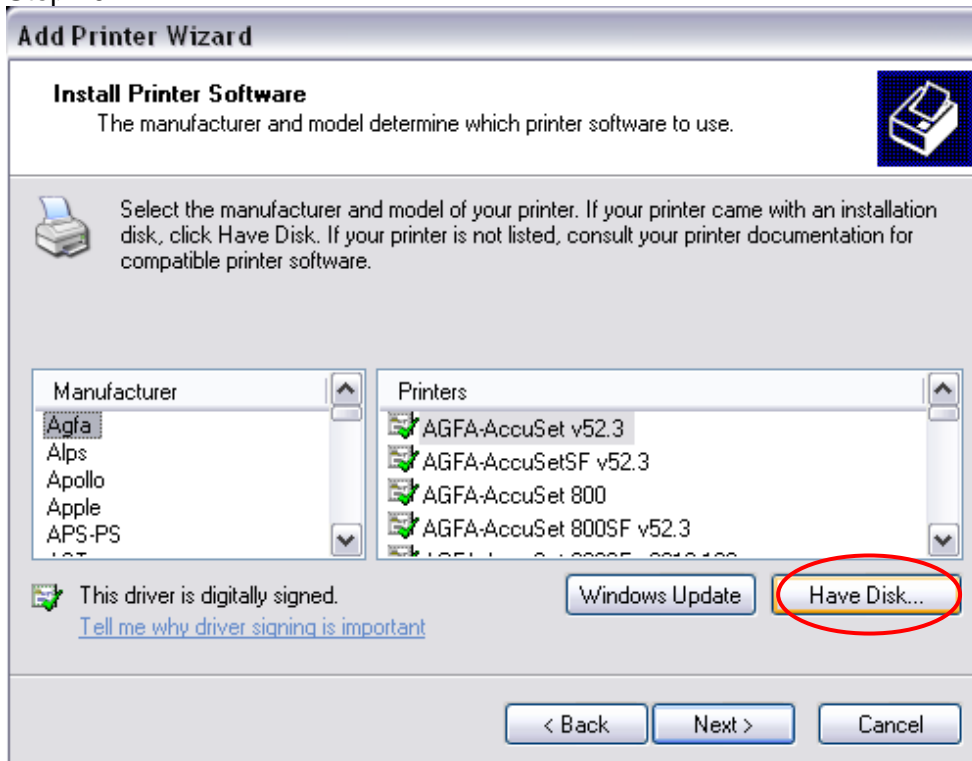 Add Printer Wizard
Install Printer Software
The manufacturer and model determine which printer software to use.
Select the manufacturer and model of your printer. If your printer came with an installation
disk, click Have Disk. If your printer is not listed, consult your printer documentation for
compatible printer software.
Manufacturer
Printers
Agfa
Alps
Apollo
Apple
APS-PS
AGFA-AccuSet v52.3
AGFA-AccuSetSF v52.3
AGFA-AccuSet 800
AGFA-AccuSet 800SF v52.3
This driver is digitally signed.
Tell me why driver signing is important
Windows Update
Have Disk...
< Back
Next >
Cancel